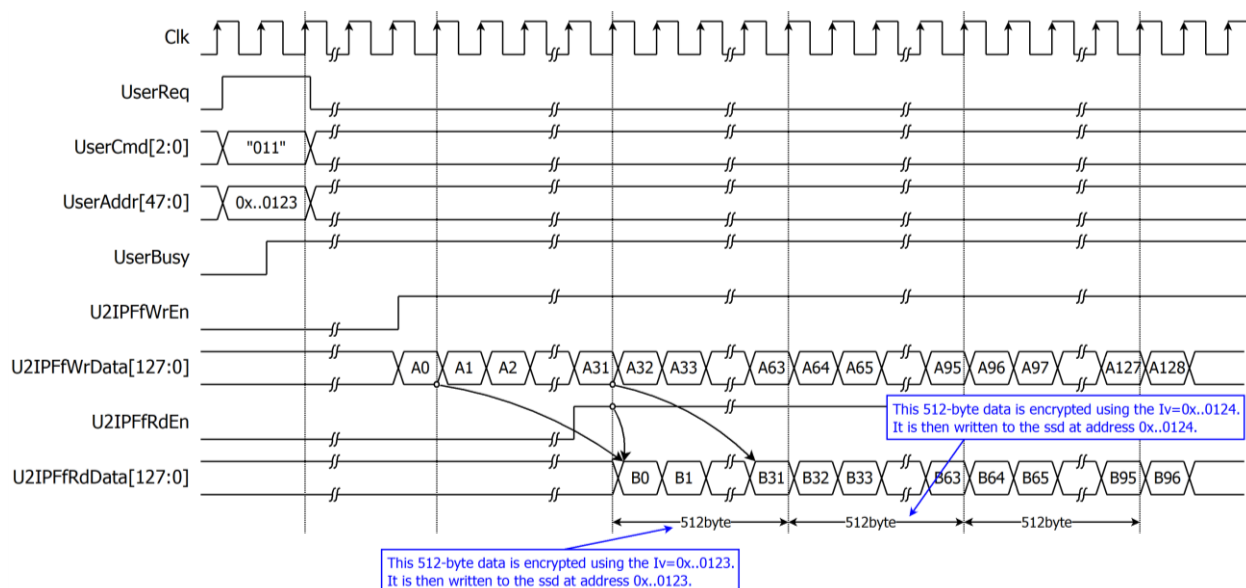 Clk
UserReq
UserCmd[2:0] "011"
UserAddr[47:0] 0x..0123
UserBusy
U2IPFfWrEn
U2IPFfWrData[127:0] A0 A1 A2 A31 A32 A33 A63 A64 A65 A95 A96 A97 A127 A128
U2IPFfRdEn
This 512-byte data is encrypted using the Iv=0x..0124.
It is then written to the ssd at address 0x..0124.
U2IPFfRdData[127:0] B0 B1 B31 B32 B33 B63 B64 B65 B95 B96
512byte 512byte 512byte
This 512-byte data is encrypted using the Iv=0x..0123.
It is then written to the ssd at address 0x..0123.